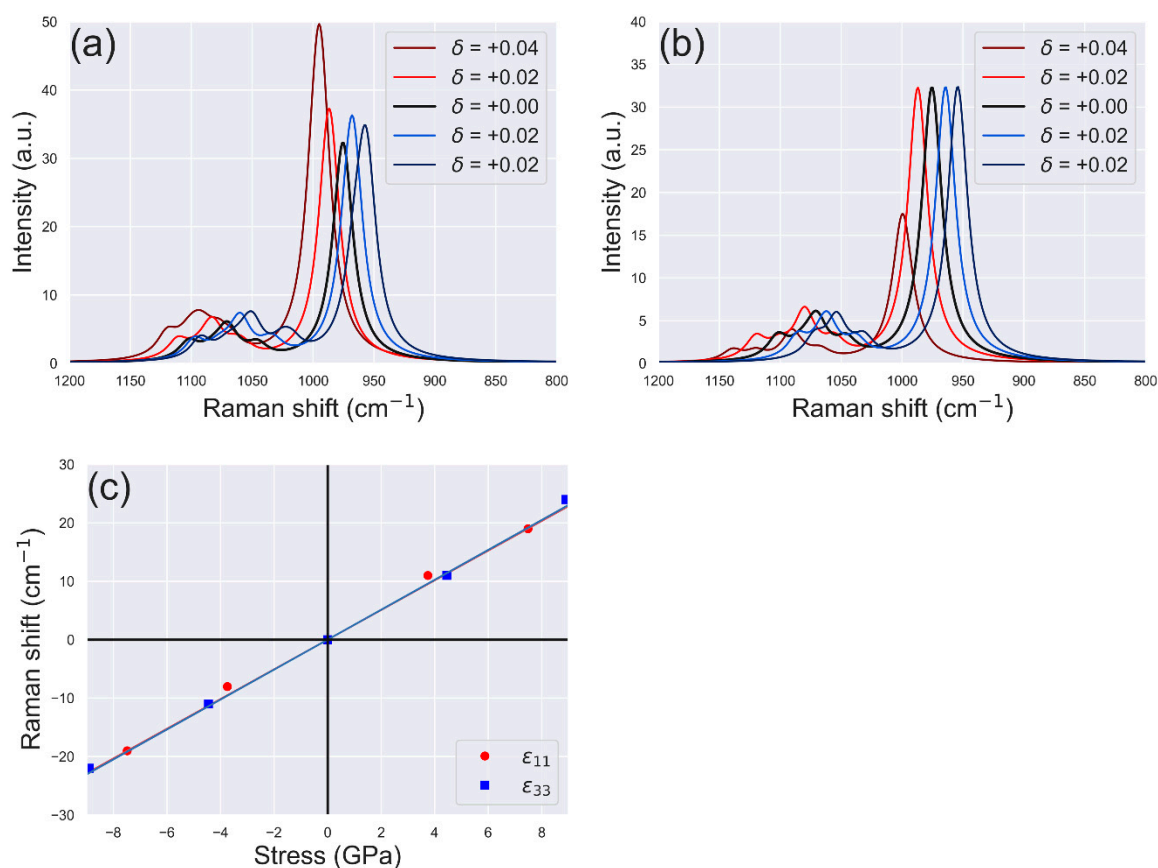 (a)
50
40
30
20
10
0
Intensity (a.u.)
1200 1150 1100 1050 1000 950 900 850 800
Raman shift (cm⁻¹)
δ = +0.04
δ = +0.02
δ = +0.00
δ = +0.02
δ = +0.02
(b)
40
35
30
25
20
15
10
5
0
Intensity (a.u.)
1200 1150 1100 1050 1000 950 900 850 800
Raman shift (cm⁻¹)
δ = +0.04
δ = +0.02
δ = +0.00
δ = +0.02
δ = +0.02
(c)
30
20
10
0
−10
−20
−30
Raman shift (cm⁻¹)
−8 −6 −4 −2 0 2 4 6 8
Stress (GPa)
ε₁₁
ε₃₃